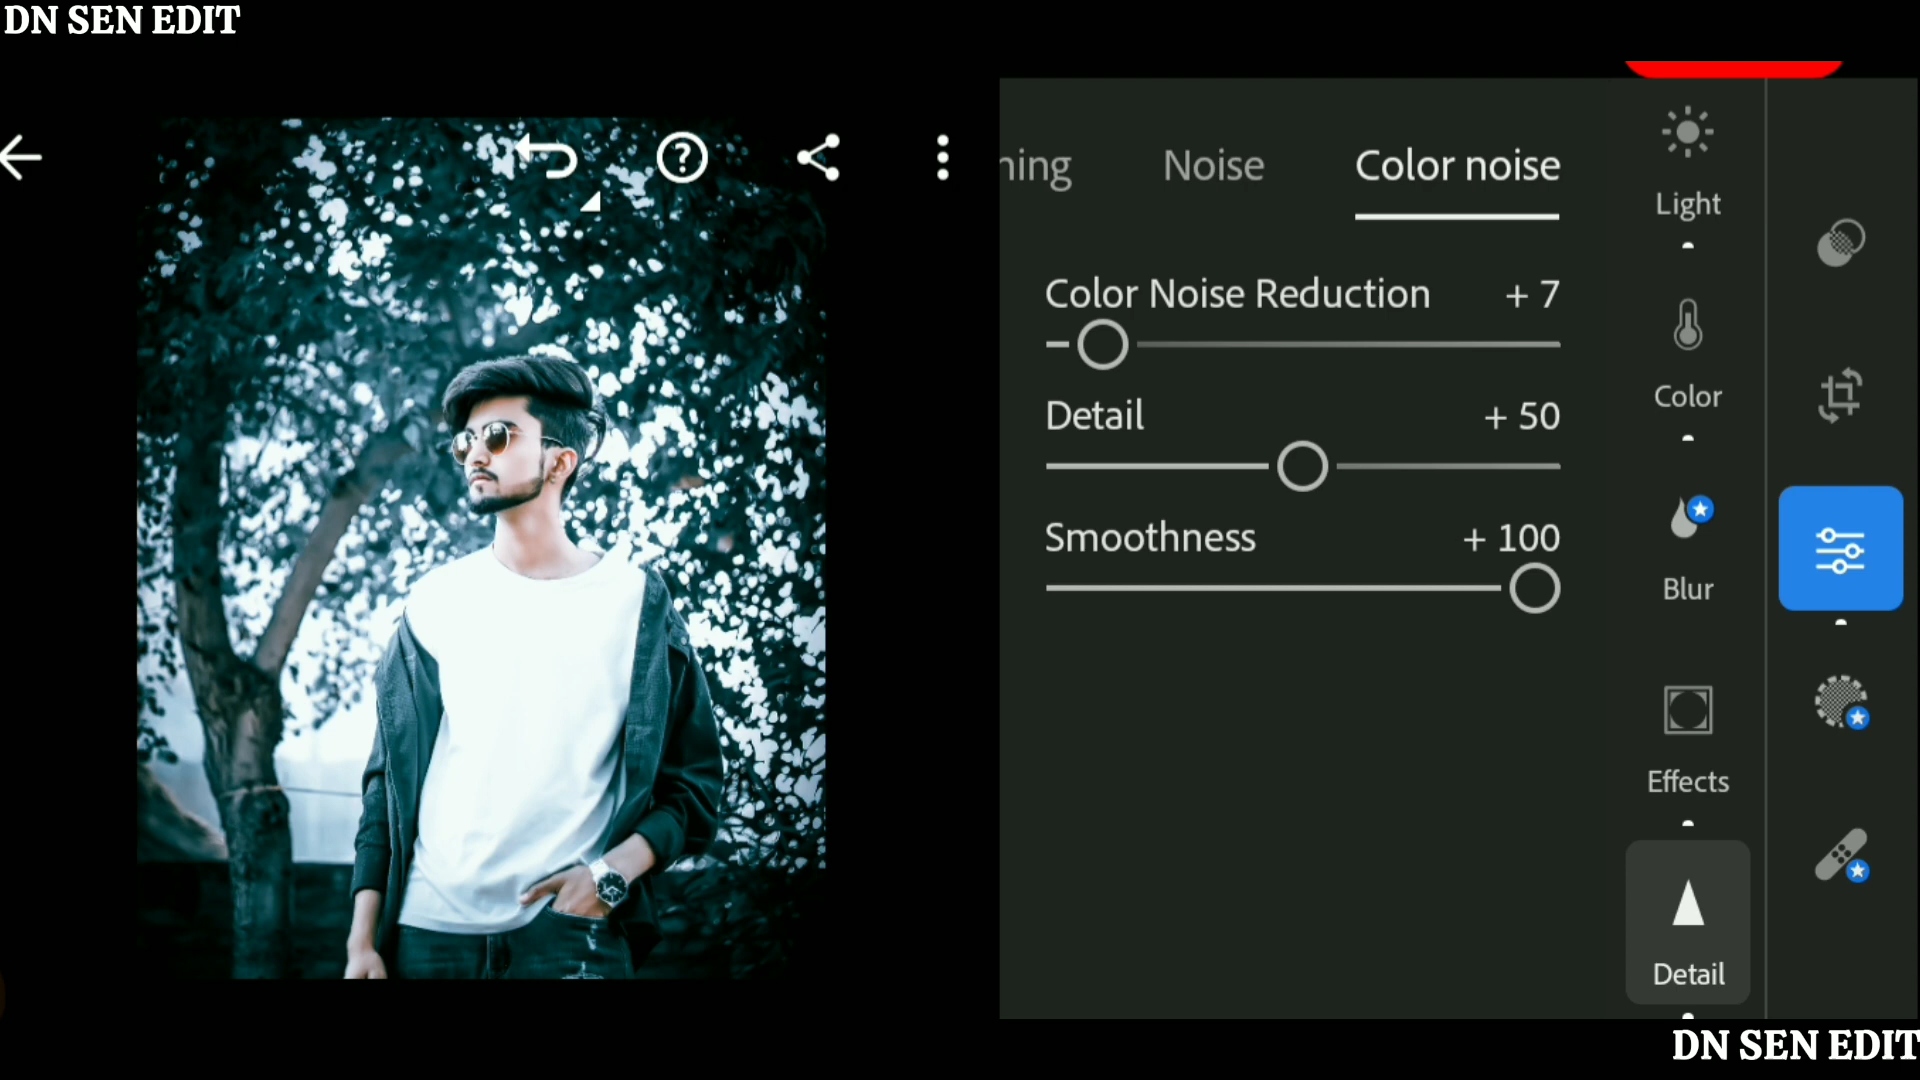 DN SEN EDIT
ning Noise Color noise
Color Noise Reduction + 7
Detail + 50
Smoothness + 100
Light
Color
Blur
Effects
Detail
DN SEN EDIT